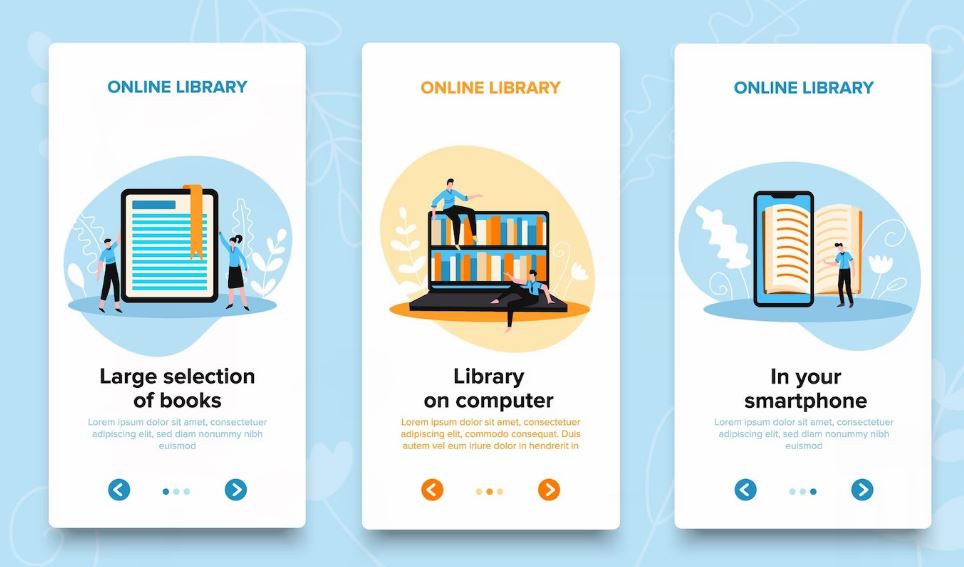 ONLINE LIBRARY
Large selection
of books
Lorem ipsum dolor sit amet, consectetuer
adipiscing elit, sed diam nonummy nibh
euismod
ONLINE LIBRARY
Library
on computer
Lorem ipsum dolor sit amet, consectetuer
adipiscing elit, commodo consequat. Duis
autem vel eum iriure dolor in hendrerit in
ONLINE LIBRARY
In your
smartphone
Lorem ipsum dolor sit amet, consectetuer
adipiscing elit, sed diam nonummy nibh
euismod